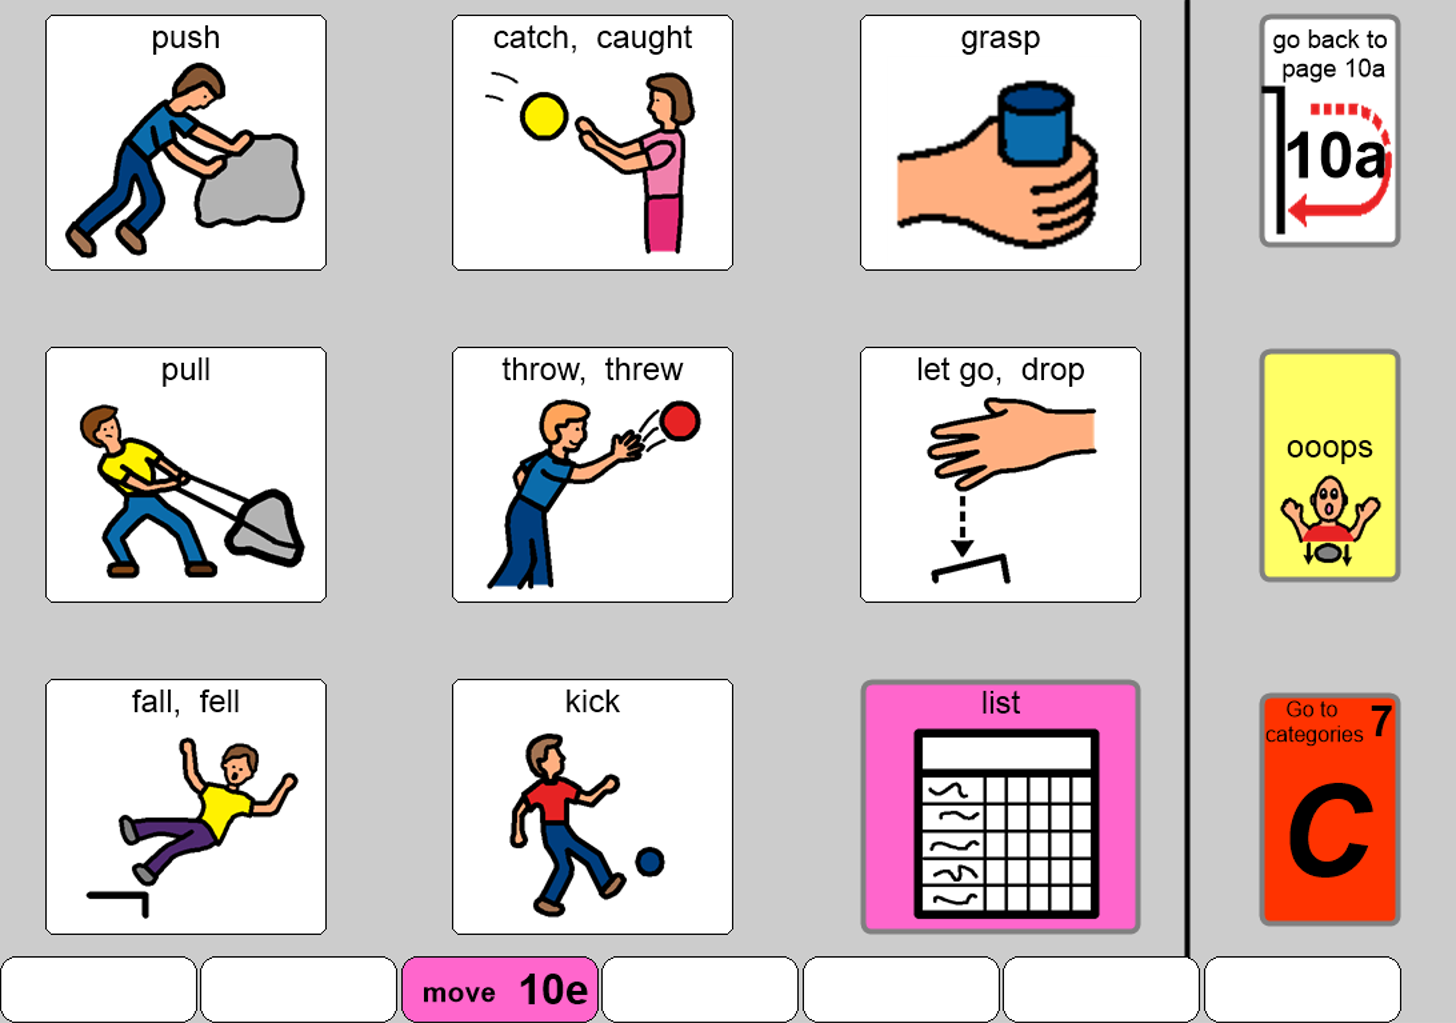 push
catch, caught
grasp
go back to
page 10a
10a
pull
throw, threw
let go, drop
ooops
fall, fell
kick
list
Go to
categories 7
C
move 10e